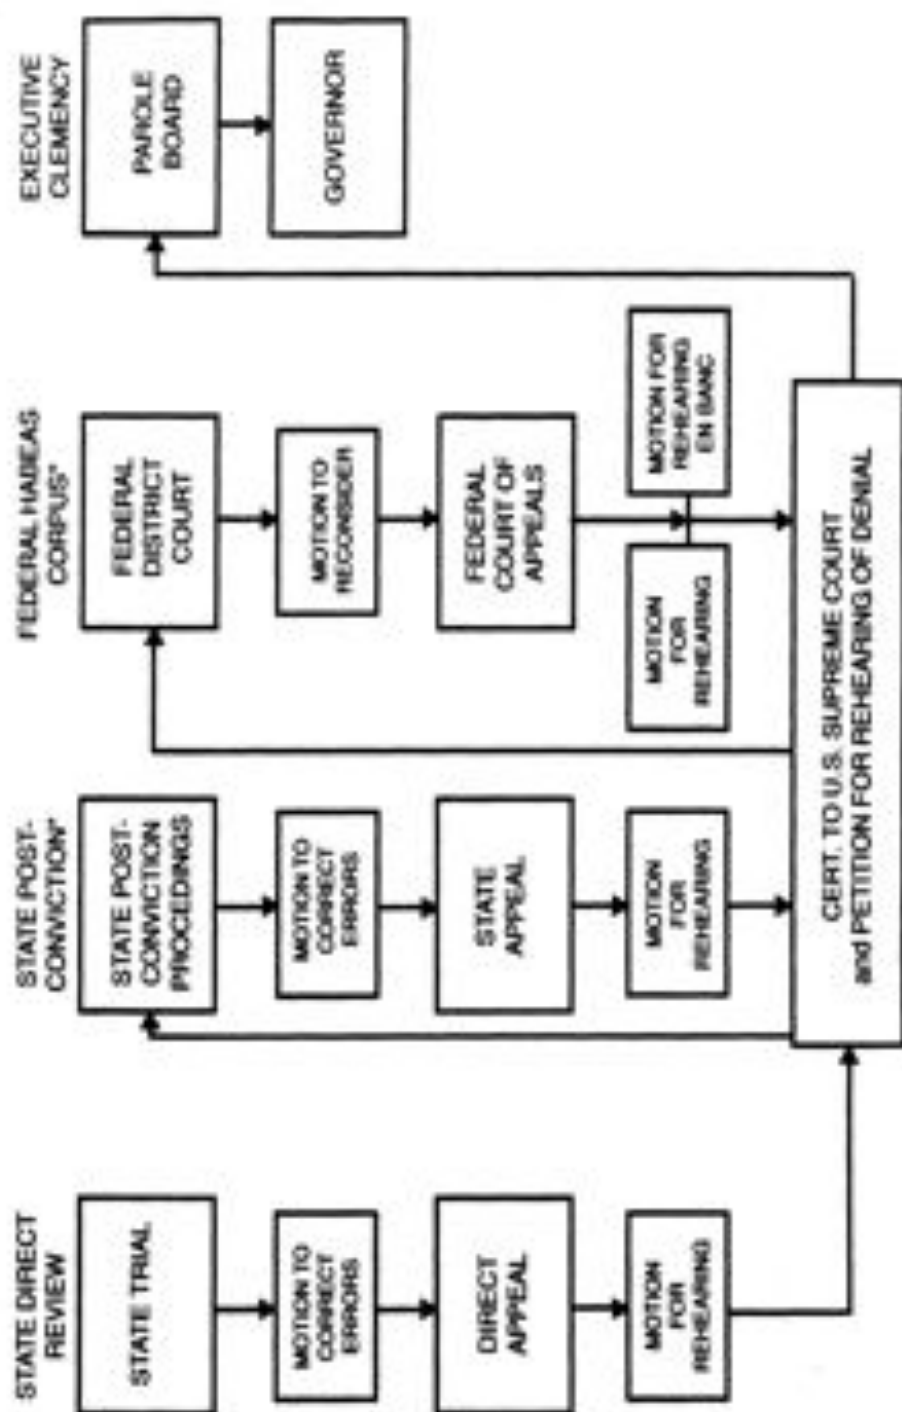 STATE DIRECT
REVIEW
STATE TRIAL
MOTION TO
CORRECT
ERRORS
DIRECT
APPEAL
MOTION
FOR
REHEARING
STATE POST-
CONVICTION*
STATE POST-
CONVICTION
PROCEDINGS
MOTION TO
CORRECT
ERRORS
STATE
APPEAL
MOTION
FOR
REHEARING
FEDERAL HABEAS
CORPUS*
FEDERAL
DISTRICT
COURT
MOTION TO
RECONSIDER
FEDERAL
COURT OF
APPEALS
MOTION
FOR
REHEARING
MOTION FOR
REHEARING
EN BANC
EXECUTIVE
CLEMENCY
PAROLE
BOARD
GOVERNOR
CERT. TO U.S. SUPREME COURT
and PETITION FOR REHEARING OF DENIAL